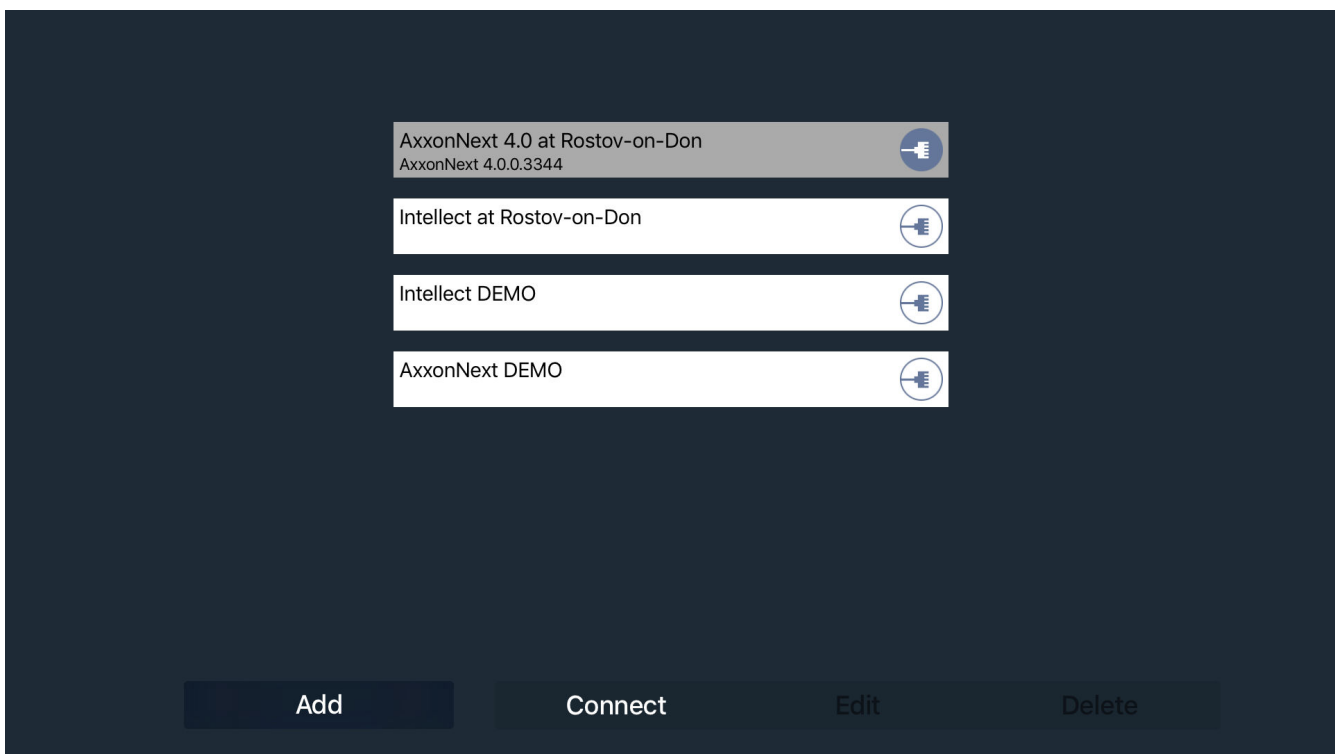 AxxonNext 4.0 at Rostov-on-Don
AxxonNext 4.0.0.3344
Intellect at Rostov-on-Don
Intellect DEMO
AxxonNext DEMO
Add
Connect
Edit
Delete